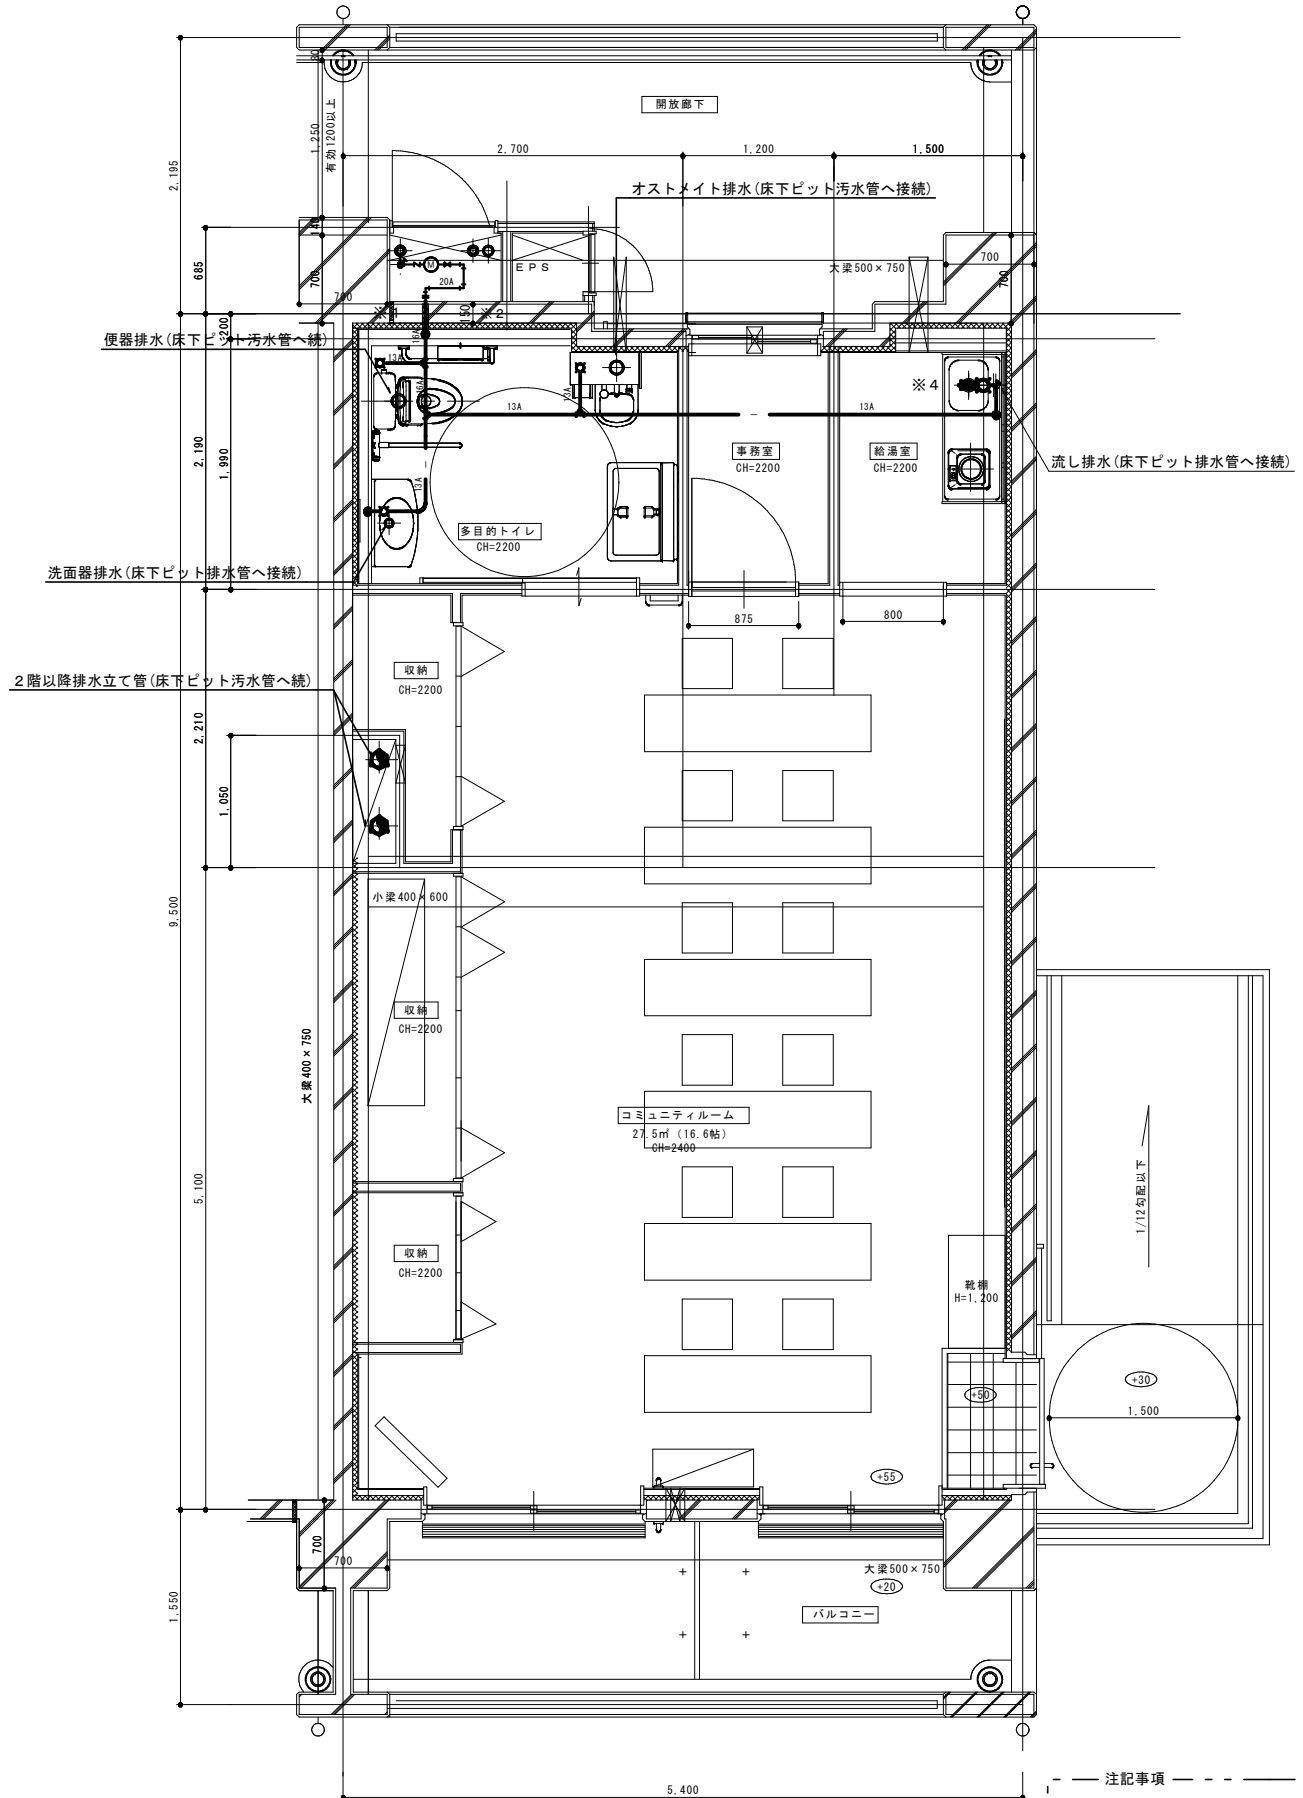 開放廊下
80
1,250
有効1200以上
2,195
2,700
1,200
1,500
オストメイト排水(床下ピット汚水管へ接続)
140
685
700
700
EPS
20A
M
大梁500×750
700
700
200
150
※2
便器排水(床下ピット汚水管へ続)
13A
13A
13A
13A
13A
※4
2,190
1,990
事務室
CH=2200
給湯室
CH=2200
流し排水(床下ピット排水管へ接続)
多目的トイレ
CH=2200
洗面器排水(床下ピット排水管へ接続)
875
800
収納
CH=2200
2階以降排水立て管(床下ピット汚水管へ続)
2,210
1,050
小梁400×600
9,500
収納
CH=2200
大梁400×750
コミュニティルーム
27.5㎡ (16.6帖)
CH=2400
1/12勾配以下
5,100
収納
CH=2200
靴棚
H=1,200
+50
+30
1,500
+55
700
700
大梁500×750
+20
1,550
バルコニー
注記事項
5,400